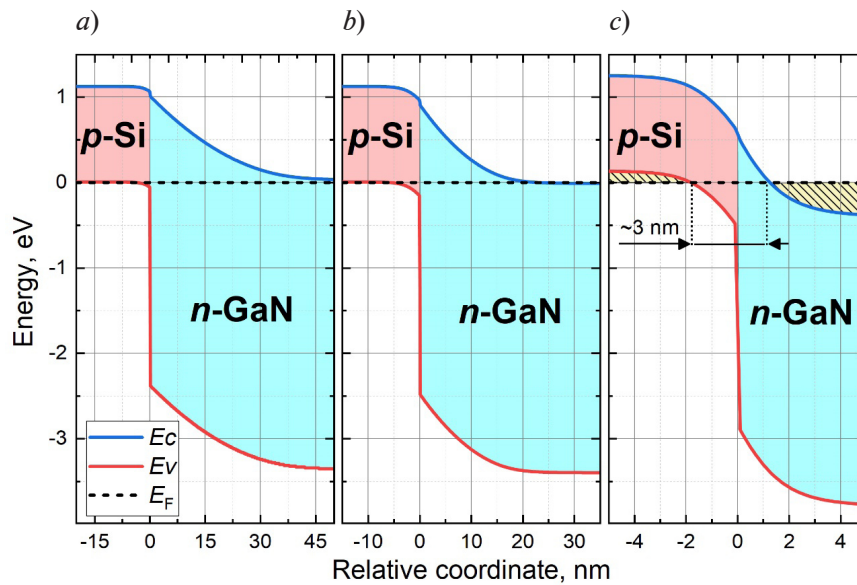 a) b) c)
1
0
-1
-2
-3
Energy, eV
p-Si p-Si p-Si
~3 nm
n-GaN n-GaN n-GaN
Ec
Ev
E_F
-15 0 15 30 45 -10 0 10 20 30 -4 -2 0 2 4
Relative coordinate, nm